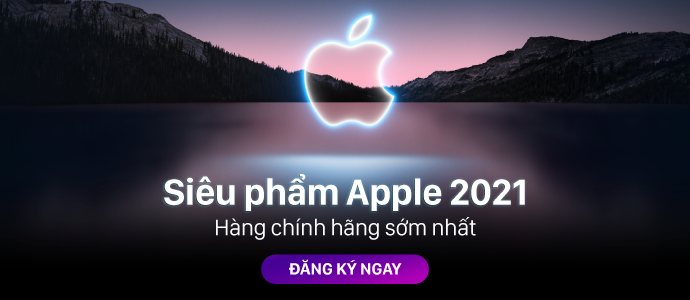 Siêu phẩm Apple 2021
Hàng chính hãng sớm nhất
ĐĂNG KÝ NGAY